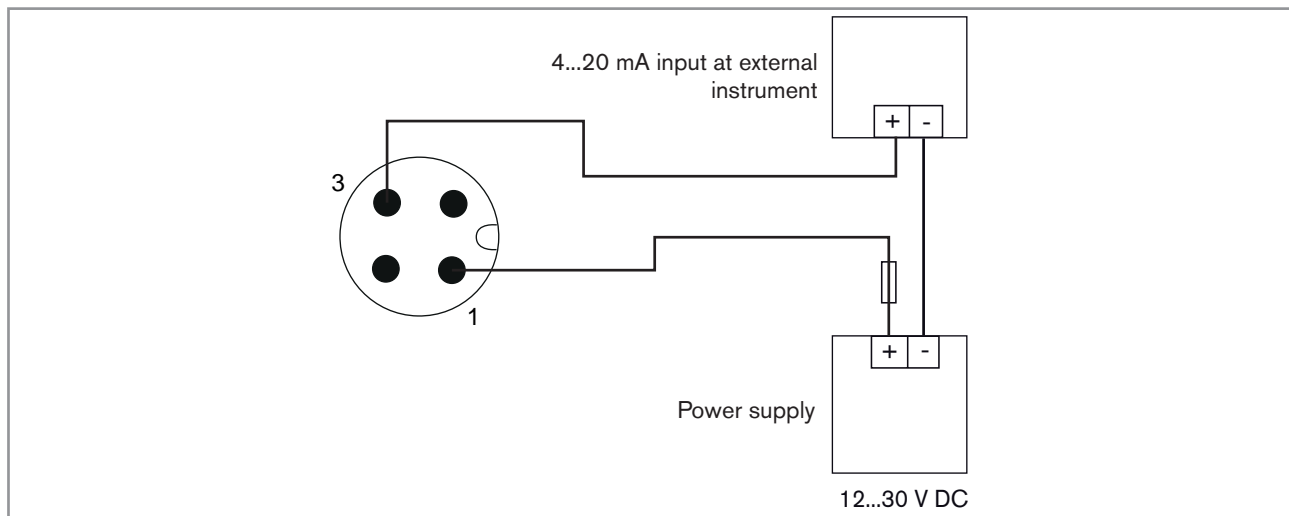 4...20 mA input at external
instrument
+ -
3
1
+ -
Power supply
12...30 V DC